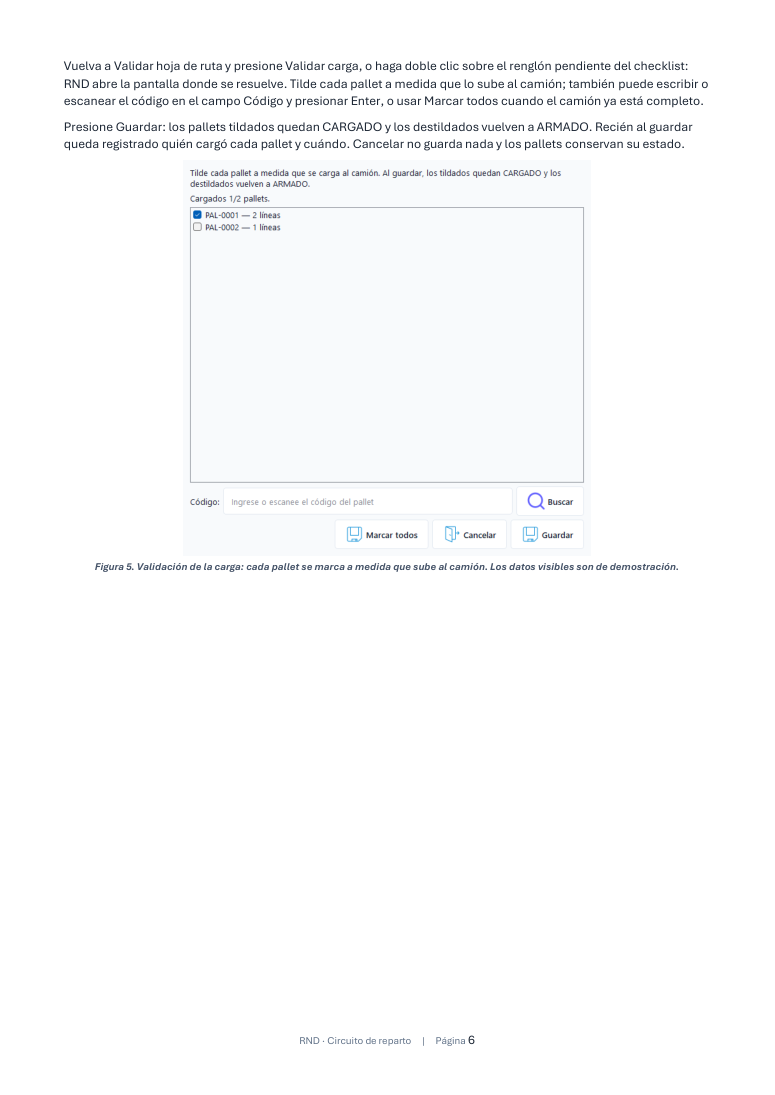 Vuelva a Validar hoja de ruta y presione Validar carga, o haga doble clic sobre el renglón pendiente del checklist:
RND abre la pantalla donde se resuelve. Tilde cada pallet a medida que lo sube al camión; también puede escribir o
escanear el código en el campo Código y presionar Enter, o usar Marcar todos cuando el camión ya está completo.
Presione Guardar: los pallets tildados quedan CARGADO y los destildados vuelven a ARMADO. Recién al guardar
queda registrado quién cargó cada pallet y cuándo. Cancelar no guarda nada y los pallets conservan su estado.
Tilde cada pallet a medida que se carga al camión. Al guardar, los tildados quedan CARGADO y los
destildados vuelven a ARMADO.
Cargados 1/2 pallets.
PAL-0001 — 2 líneas
PAL-0002 — 1 líneas
Código: Ingrese o escanee el código del pallet Buscar
Marcar todos Cancelar Guardar
Figura 5. Validación de la carga: cada pallet se marca a medida que sube al camión. Los datos visibles son de demostración.
RND · Circuito de reparto | Página 6